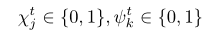 χ_j^t ∈ {0, 1}, ψ_k^t ∈ {0, 1}